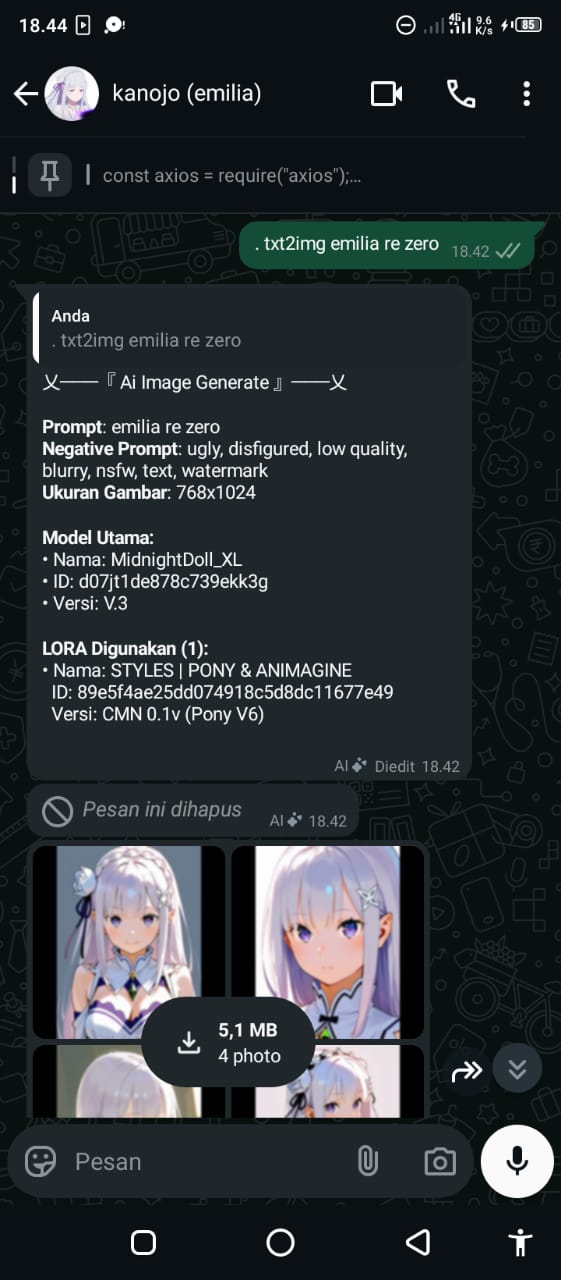 18.44
4G
9.6
K/s
85
kanojo (emilia)
const axios = require("axios");...
. txt2img emilia re zero
18.42
Anda
. txt2img emilia re zero
乂───『 Ai Image Generate 』───乂
Prompt: emilia re zero
Negative Prompt: ugly, disfigured, low quality,
blurry, nsfw, text, watermark
Ukuran Gambar: 768x1024
Model Utama:
• Nama: MidnightDoll_XL
• ID: d07jt1de878c739ekk3g
• Versi: V.3
LORA Digunakan (1):
• Nama: STYLES | PONY & ANIMAGINE
ID: 89e5f4ae25dd074918c5d8dc11677e49
Versi: CMN 0.1v (Pony V6)
AI Diedit 18.42
Pesan ini dihapus
AI 18.42
5,1 MB
4 photo
Pesan